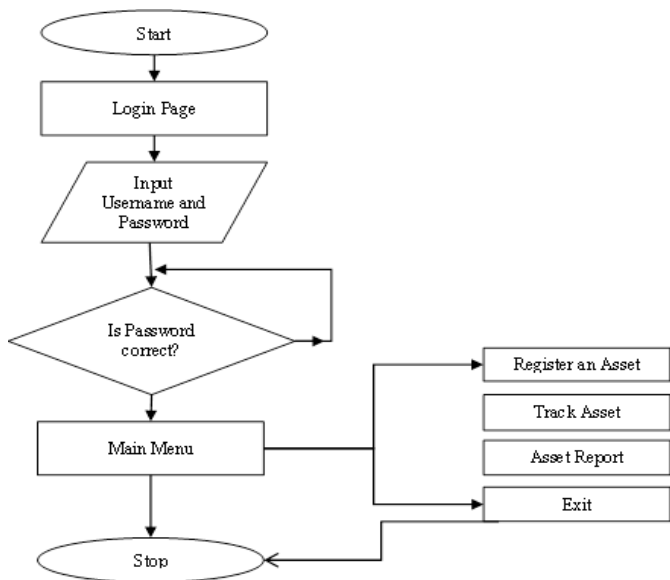 Start
Login Page
Input
Username and
Password
Is Password
correct?
Main Menu
Stop
Register an Asset
Track Asset
Asset Report
Exit